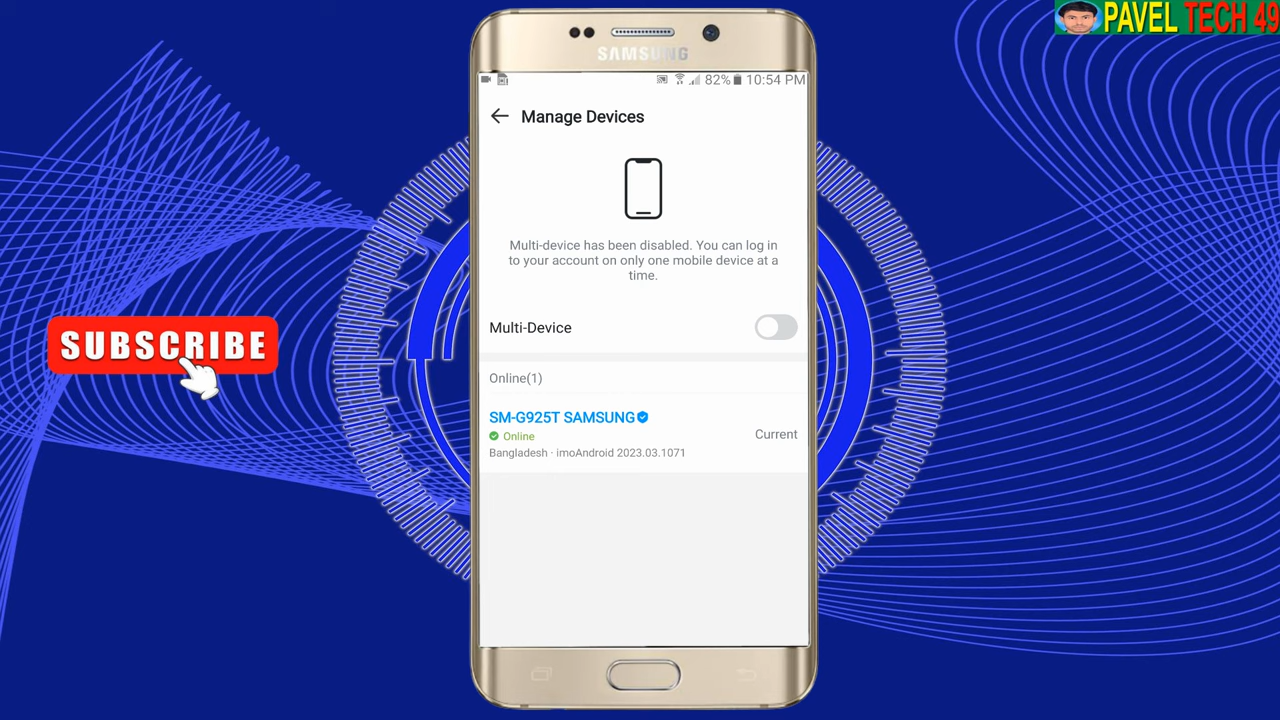 PAVEL TECH 49
SAMSUNG
82% 10:54 PM
Manage Devices
Multi-device has been disabled. You can log in
to your account on only one mobile device at a
time.
Multi-Device
SUBSCRIBE
Online(1)
SM-G925T SAMSUNG
Online
Current
Bangladesh · imoAndroid 2023.03.1071